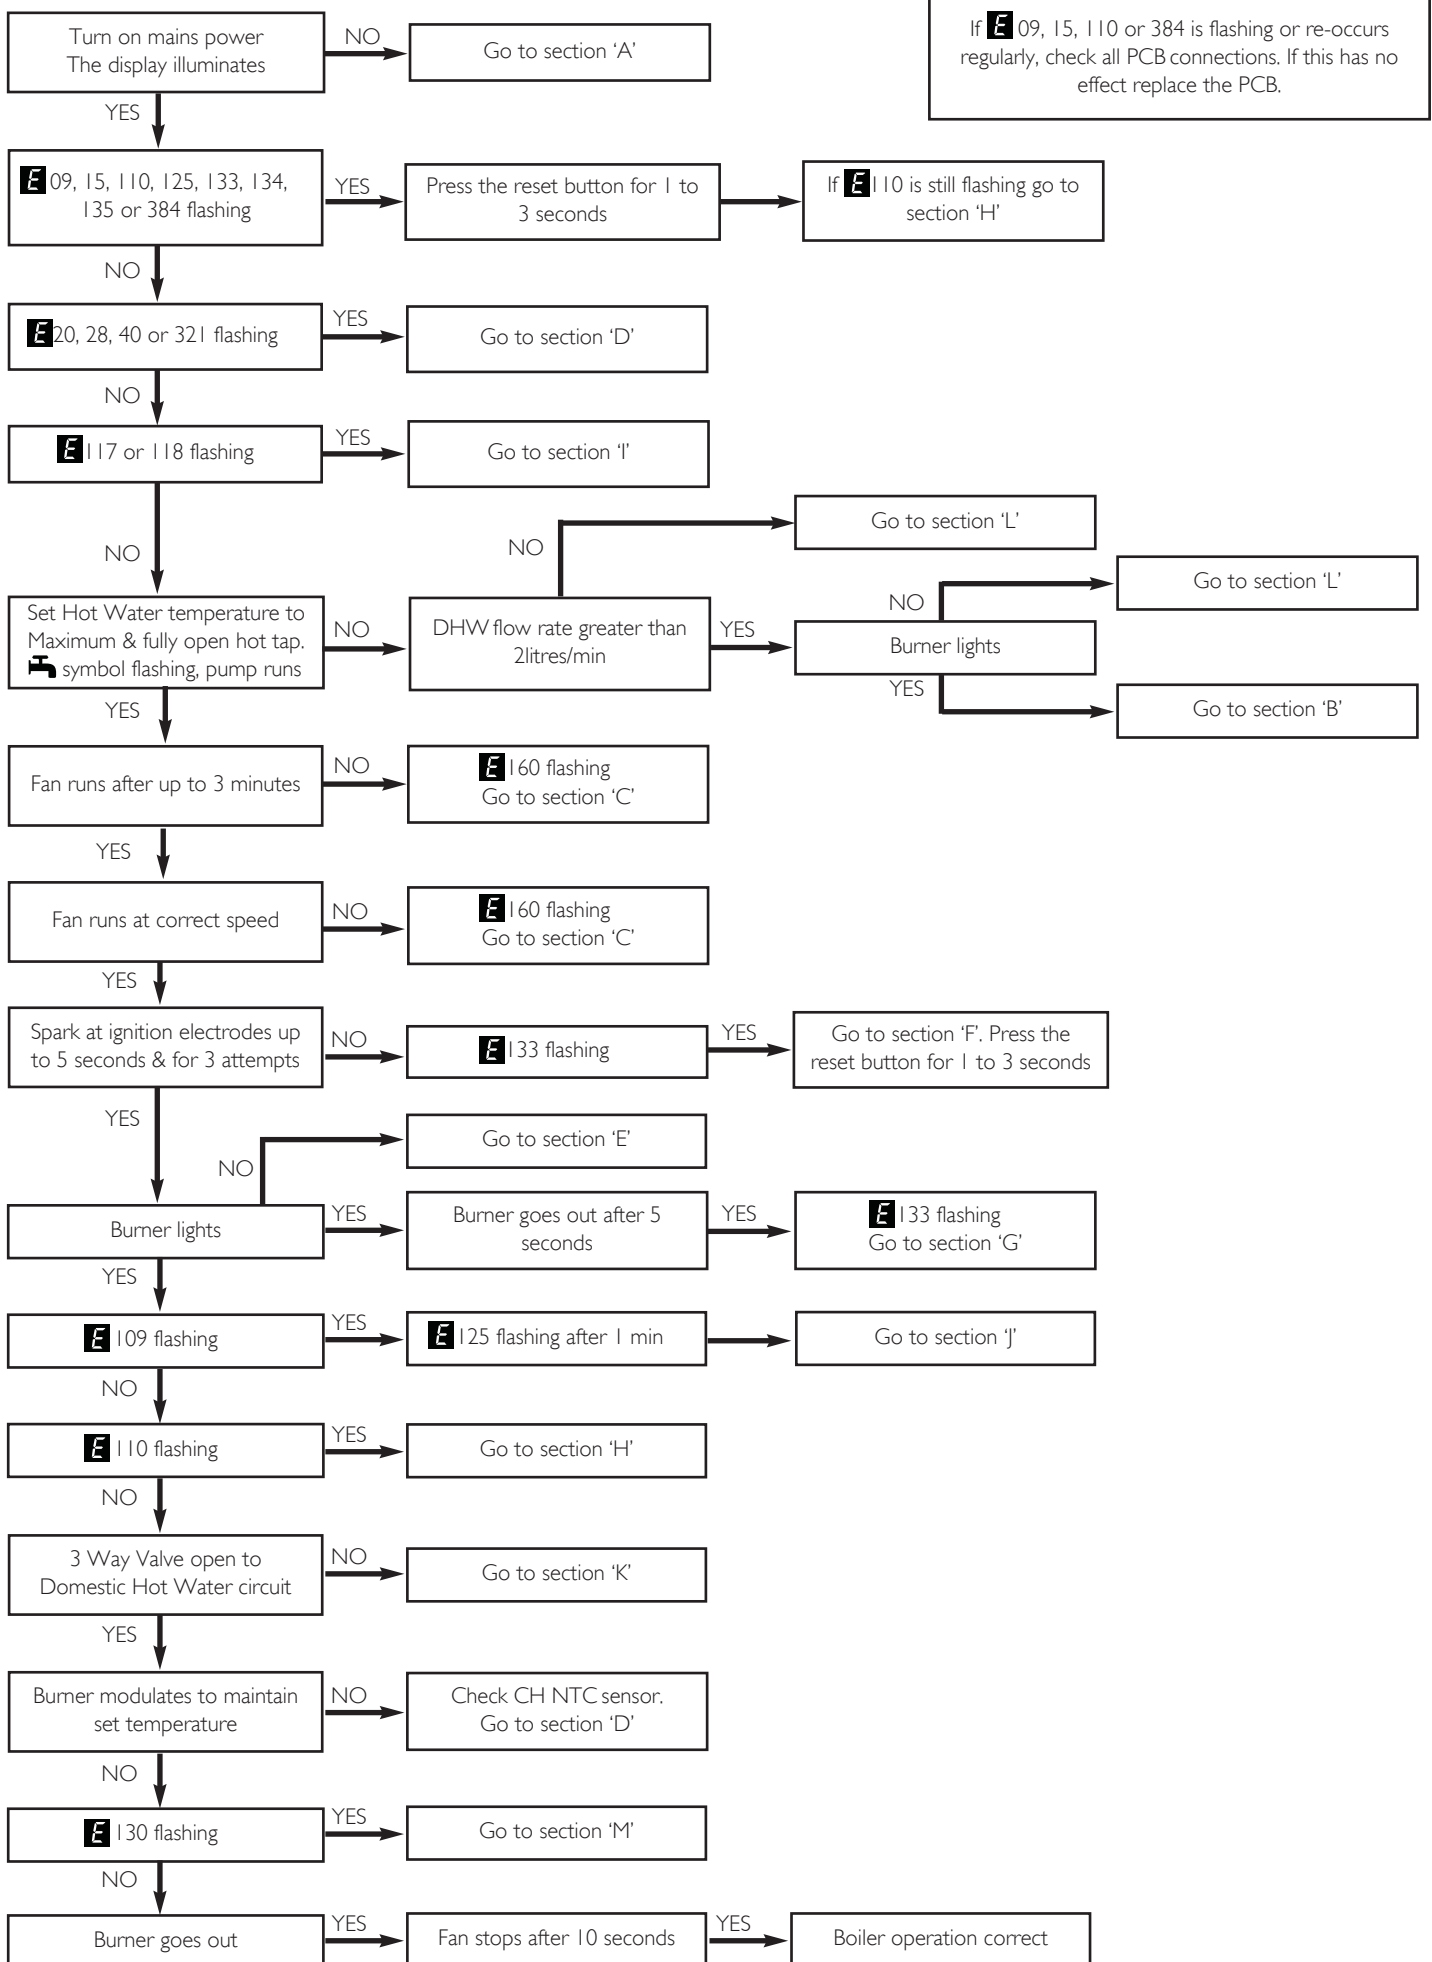 Turn on mains power
The display illuminates
NO
Go to section ‘A’
If E 09, 15, 110 or 384 is flashing or re-occurs
regularly, check all PCB connections. If this has no
effect replace the PCB.
YES
E 09, 15, 110, 125, 133, 134,
135 or 384 flashing
YES
Press the reset button for 1 to
3 seconds
If E 110 is still flashing go to
section ‘H’
NO
E 20, 28, 40 or 321 flashing
YES
Go to section ‘D’
NO
E 117 or 118 flashing
YES
Go to section ‘I’
NO
Set Hot Water temperature to
Maximum & fully open hot tap.
symbol flashing, pump runs
NO
DHW flow rate greater than
2litres/min
NO
Go to section ‘L’
YES
Burner lights
NO
Go to section ‘L’
YES
Go to section ‘B’
YES
Fan runs after up to 3 minutes
NO
E 160 flashing
Go to section ‘C’
YES
Fan runs at correct speed
NO
E 160 flashing
Go to section ‘C’
YES
Spark at ignition electrodes up
to 5 seconds & for 3 attempts
NO
E 133 flashing
YES
Go to section ‘F’. Press the
reset button for 1 to 3 seconds
YES
NO
Go to section ‘E’
Burner lights
YES
Burner goes out after 5
seconds
YES
E 133 flashing
Go to section ‘G’
YES
E 109 flashing
YES
E 125 flashing after 1 min
Go to section ‘J’
NO
E 110 flashing
YES
Go to section ‘H’
NO
3 Way Valve open to
Domestic Hot Water circuit
NO
Go to section ‘K’
YES
Burner modulates to maintain
set temperature
NO
Check CH NTC sensor.
Go to section ‘D’
NO
E 130 flashing
YES
Go to section ‘M’
NO
Burner goes out
YES
Fan stops after 10 seconds
YES
Boiler operation correct